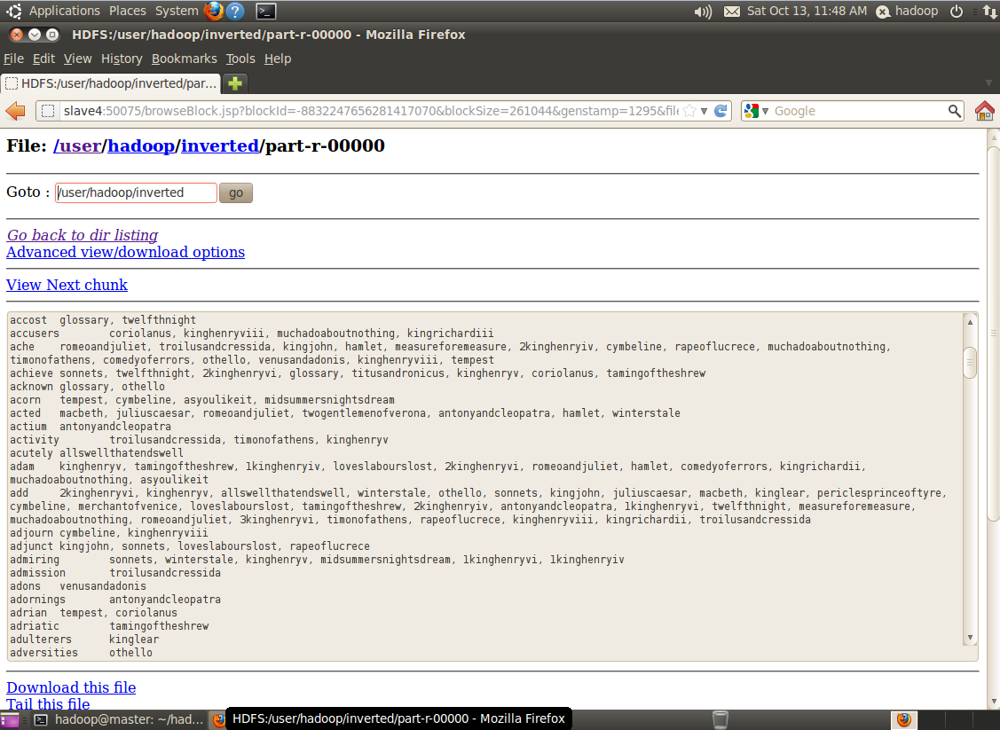 Applications Places System Sat Oct 13, 11:48 AM hadoop
HDFS:/user/hadoop/inverted/part-r-00000 - Mozilla Firefox
File Edit View History Bookmarks Tools Help
HDFS:/user/hadoop/inverted/par...
slave4:50075/browseBlock.jsp?blockId=-8832247656281417070&blockSize=261044&genstamp=1295&file Google
File: /user/hadoop/inverted/part-r-00000
Goto : /user/hadoop/inverted go
Go back to dir listing
Advanced view/download options
View Next chunk
accost glossary, twelfthnight
accusers coriolanus, kinghenryviii, muchadoaboutnothing, kingrichardiii
ache romeoandjuliet, troilusandcressida, kingjohn, hamlet, measureforemeasure, 2kinghenryiv, cymbeline, rapeoflucrece, muchadoaboutnothing,
timonofathens, comedyoferrors, othello, venusandadonis, kinghenryviii, tempest
achieve sonnets, twelfthnight, 2kinghenryvi, glossary, titusandronicus, kinghenryv, coriolanus, tamingoftheshrew
acknown glossary, othello
acorn tempest, cymbeline, asyoulikeit, midsummersnightsdream
acted macbeth, juliuscaesar, romeoandjuliet, twogentlemenofverona, antonyandcleopatra, hamlet, winterstale
actium antonyandcleopatra
activity troilusandcressida, timonofathens, kinghenryv
acutely allswellthatendswell
adam kinghenryv, tamingoftheshrew, 1kinghenryiv, loveslabourslost, 2kinghenryvi, romeoandjuliet, hamlet, comedyoferrors, kingrichardii,
muchadoaboutnothing, asyoulikeit
add 2kinghenryvi, kinghenryv, allswellthatendswell, winterstale, othello, sonnets, kingjohn, juliuscaesar, macbeth, kinglear, periclesprinceoftyre,
cymbeline, merchantofvenice, loveslabourslost, tamingoftheshrew, 2kinghenryiv, antonyandcleopatra, 1kinghenryvi, twelfthnight, measureforemeasure,
muchadoaboutnothing, romeoandjuliet, 3kinghenryvi, timonofathens, rapeoflucrece, kinghenryviii, kingrichardii, troilusandcressida
adjourn cymbeline, kinghenryviii
adjunct kingjohn, sonnets, loveslabourslost, rapeoflucrece
admiring sonnets, winterstale, kinghenryv, midsummersnightsdream, 1kinghenryvi, 1kinghenryiv
admission troilusandcressida
adons venusandadonis
adornings antonyandcleopatra
adrian tempest, coriolanus
adriatic tamingoftheshrew
adulterers kinglear
adversities othello
Download this file
Tail this file
hadoop@master: ~/had... HDFS:/user/hadoop/inverted/part-r-00000 - Mozilla Firefox